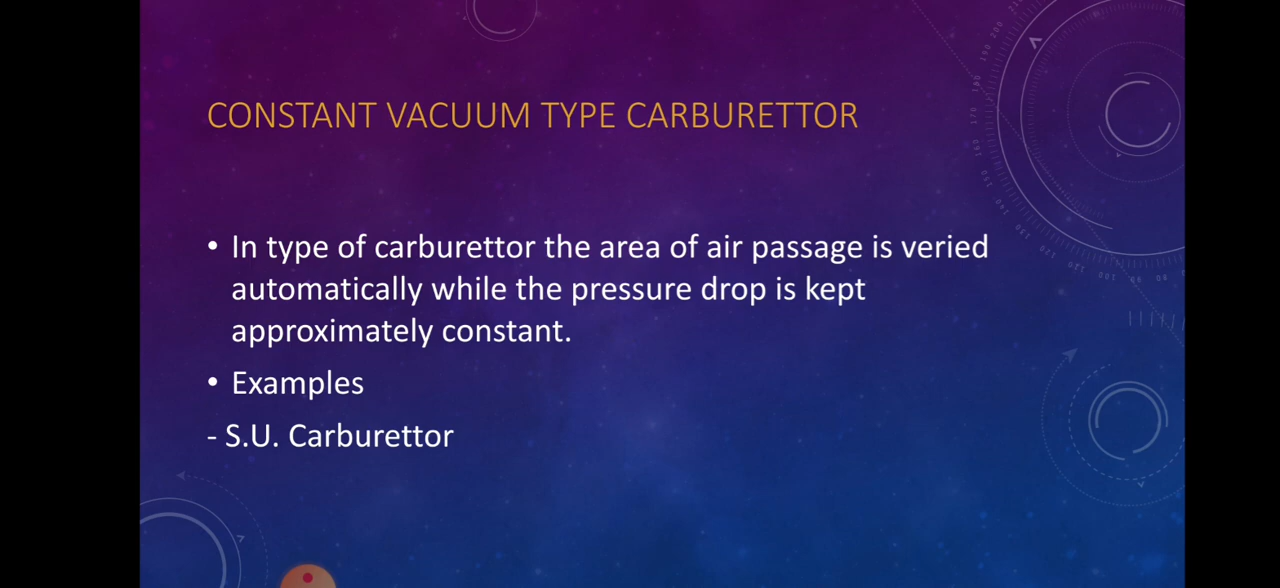 CONSTANT VACUUM TYPE CARBURETTOR
• In type of carburettor the area of air passage is veried
automatically while the pressure drop is kept
approximately constant.
• Examples
- S.U. Carburettor